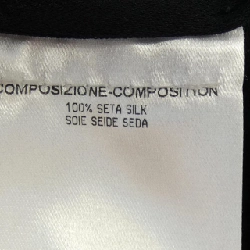 COMPOSIZIONE-COMPOSITION
100% SETA SILK
SOIE SEIDE SEDA